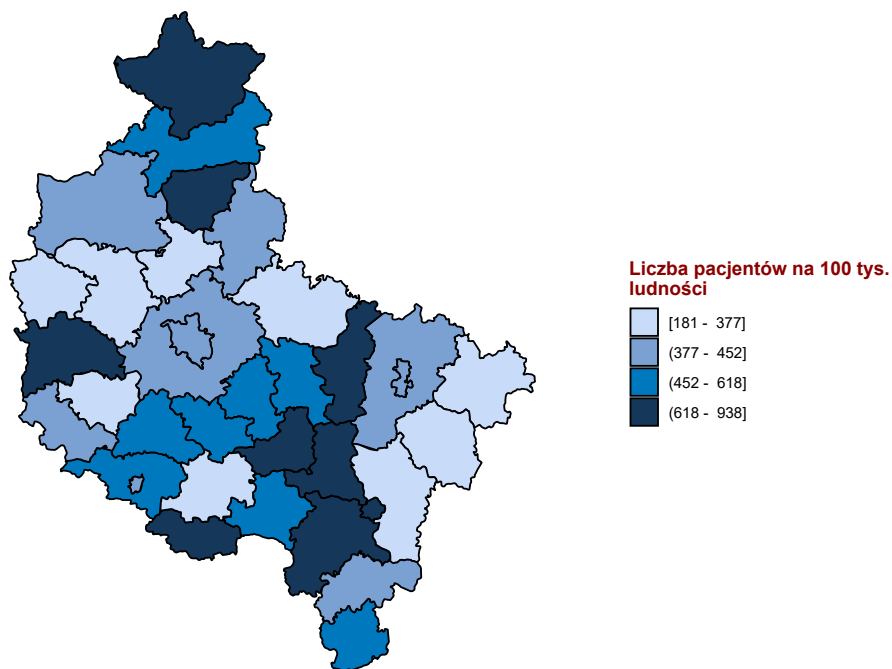 Liczba pacjentów na 100 tys.
ludności
[181 - 377]
(377 - 452]
(452 - 618]
(618 - 938]